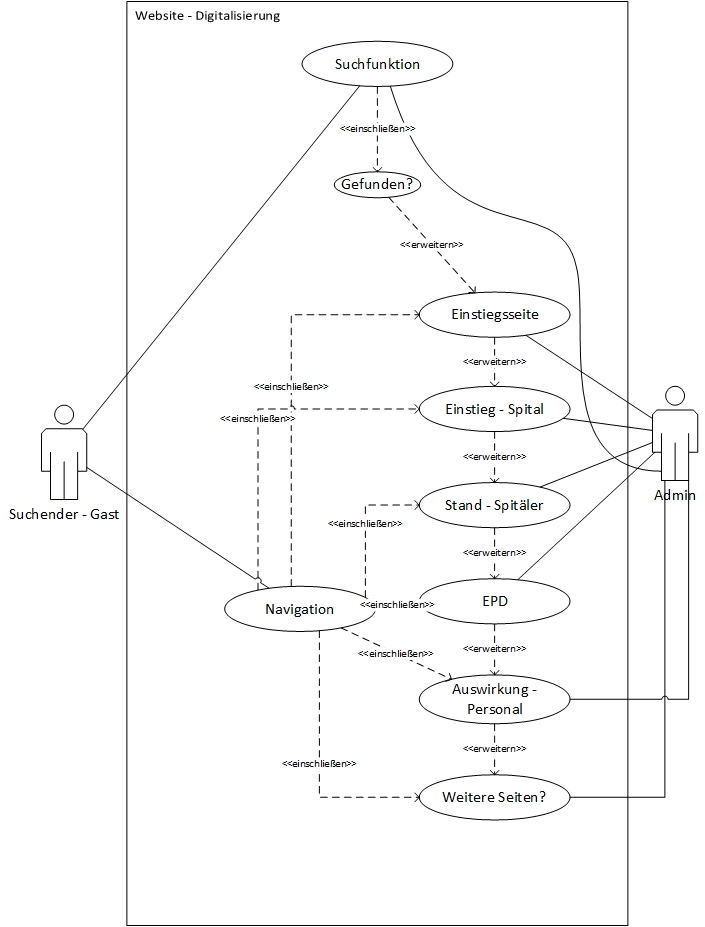 Website - Digitalisierung
Suchfunktion
<<einschließen>>
Gefunden?
<<erweitern>>
Einstiegsseite
<<erweitern>>
<<einschließen>>
Einstieg - Spital
<<einschließen>>
<<erweitern>>
Admin
Stand - Spitäler
Suchender - Gast
<<einschließen>>
<<erweitern>>
EPD
<<einschließen>>
Navigation
<<erweitern>>
<<einschließen>>
Auswirkung -
Personal
<<erweitern>>
<<einschließen>>
Weitere Seiten?